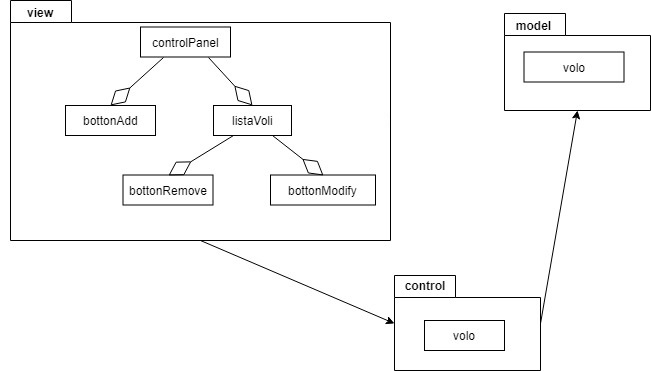 view
controlPanel
bottonAdd
listaVoli
bottonRemove
bottonModify
model
volo
control
volo